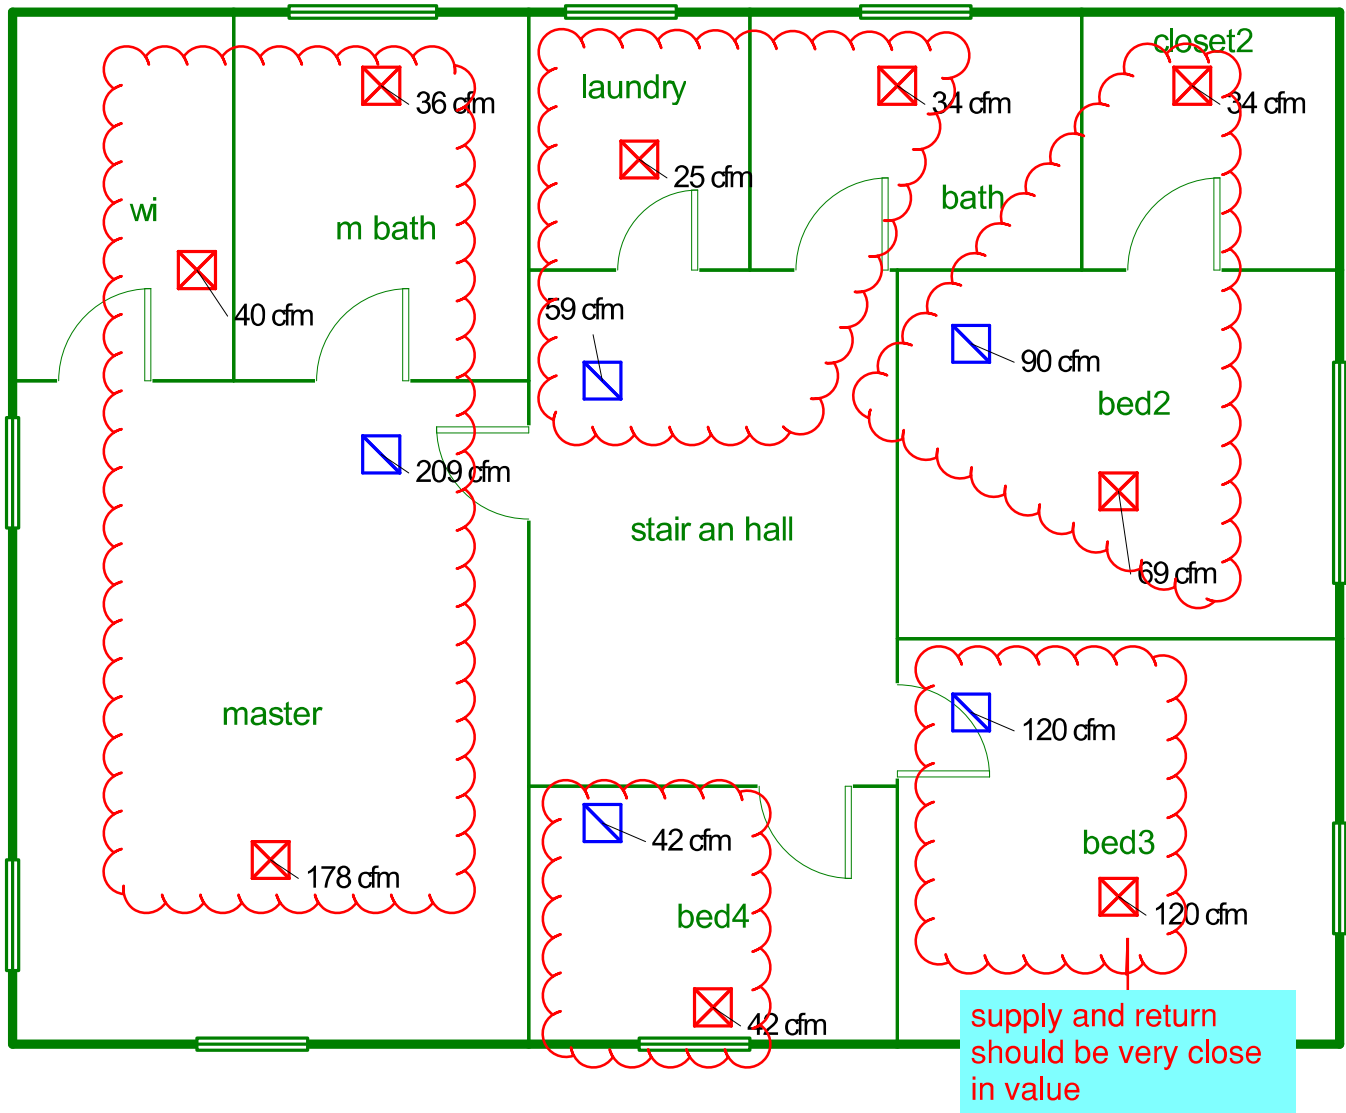 closet2
laundry
36 cfm
34 cfm
34 cfm
25 cfm
wi
m bath
bath
40 cfm
59 cfm
90 cfm
bed2
209 cfm
stair an hall
69 cfm
master
120 cfm
42 cfm
bed3
178 cfm
bed4
120 cfm
42 cfm
supply and return
should be very close
in value